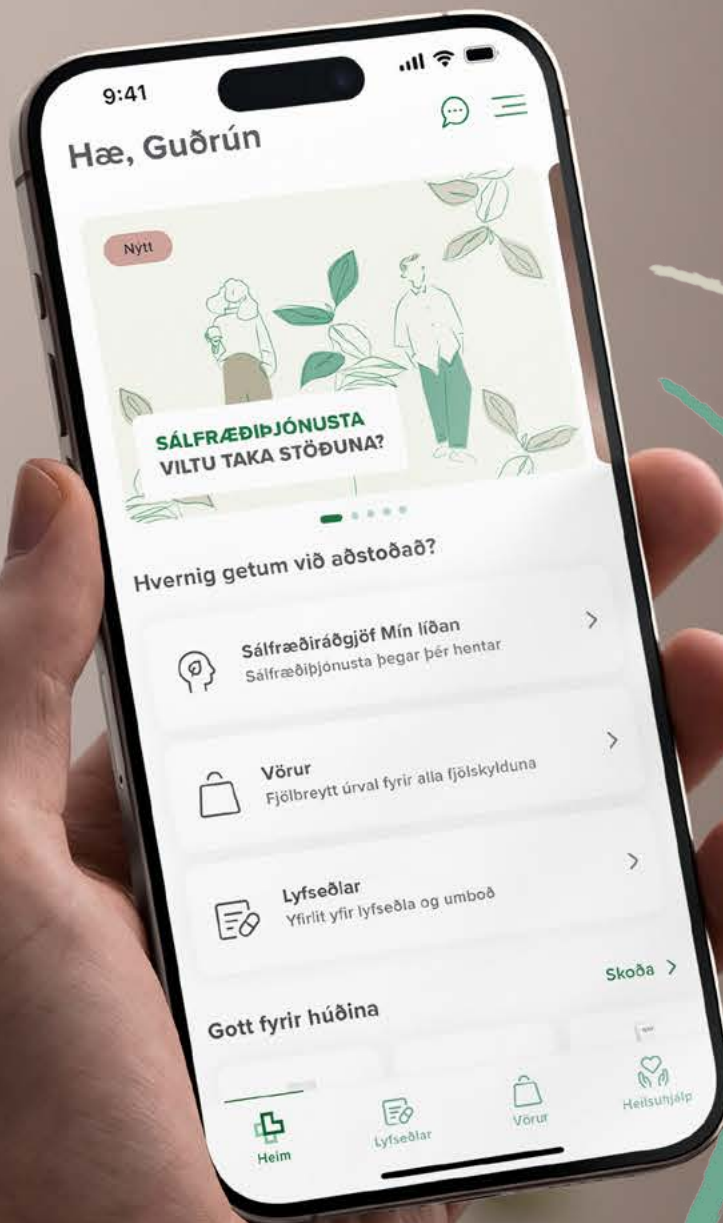 9:41
Hæ, Guðrún
Nýtt
SÁLFRÆÐIÞJÓNUSTA
VILTU TAKA STÖÐUNA?
Hvernig getum við aðstoðað?
Sálfræðiráðgjöf Mín líðan
Sálfræðiþjónusta þegar þér hentar
Vörur
Fjölbreytt úrval fyrir alla fjölskylduna
Lyfseðlar
Yfirlit yfir lyfseðla og umboð
Gott fyrir húðina
Skoða
Heim
Lyfseðlar
Vörur
Heilsuhjálp